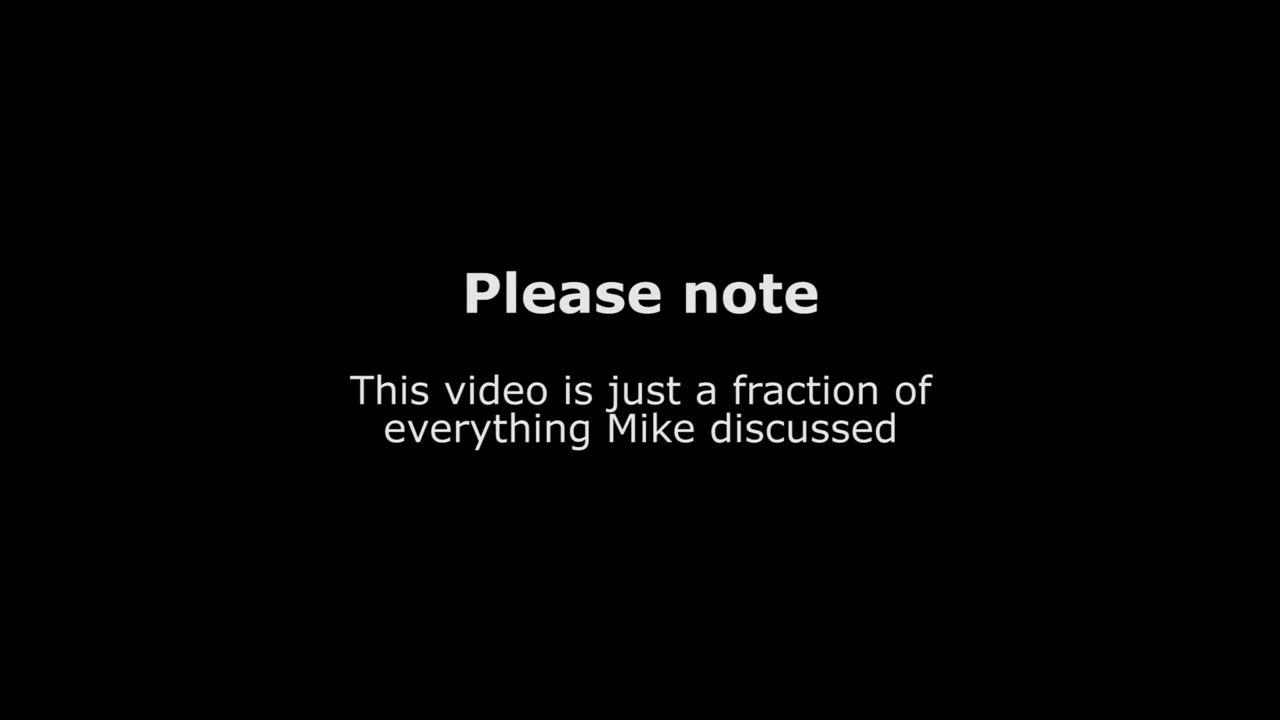 Please note
This video is just a fraction of
everything Mike discussed